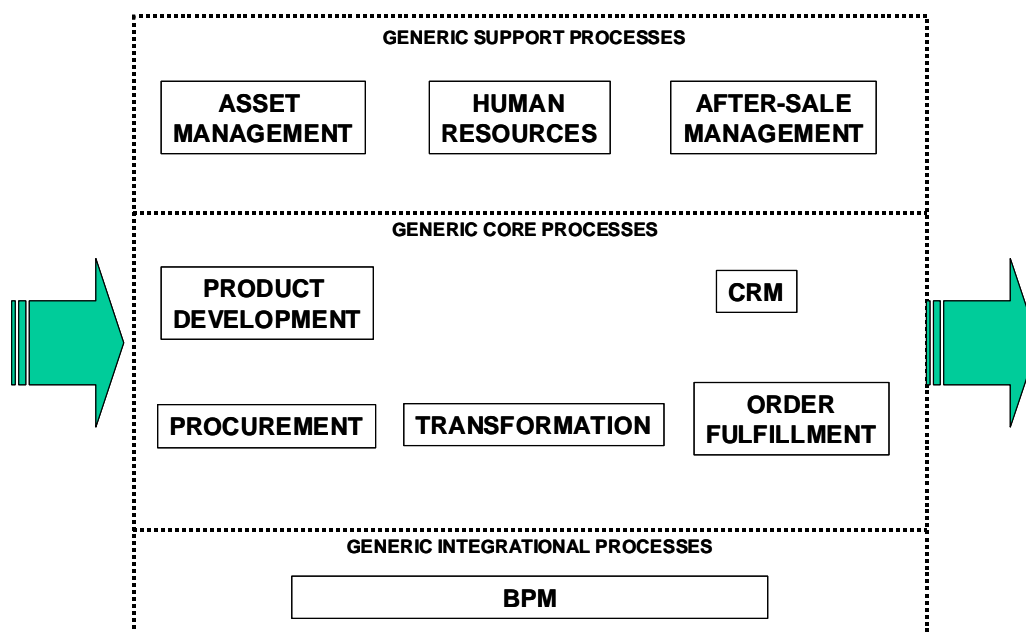 GENERIC SUPPORT PROCESSES
ASSET
MANAGEMENT
HUMAN
RESOURCES
AFTER-SALE
MANAGEMENT
GENERIC CORE PROCESSES
PRODUCT
DEVELOPMENT
CRM
PROCUREMENT
TRANSFORMATION
ORDER
FULFILLMENT
GENERIC INTEGRATIONAL PROCESSES
BPM